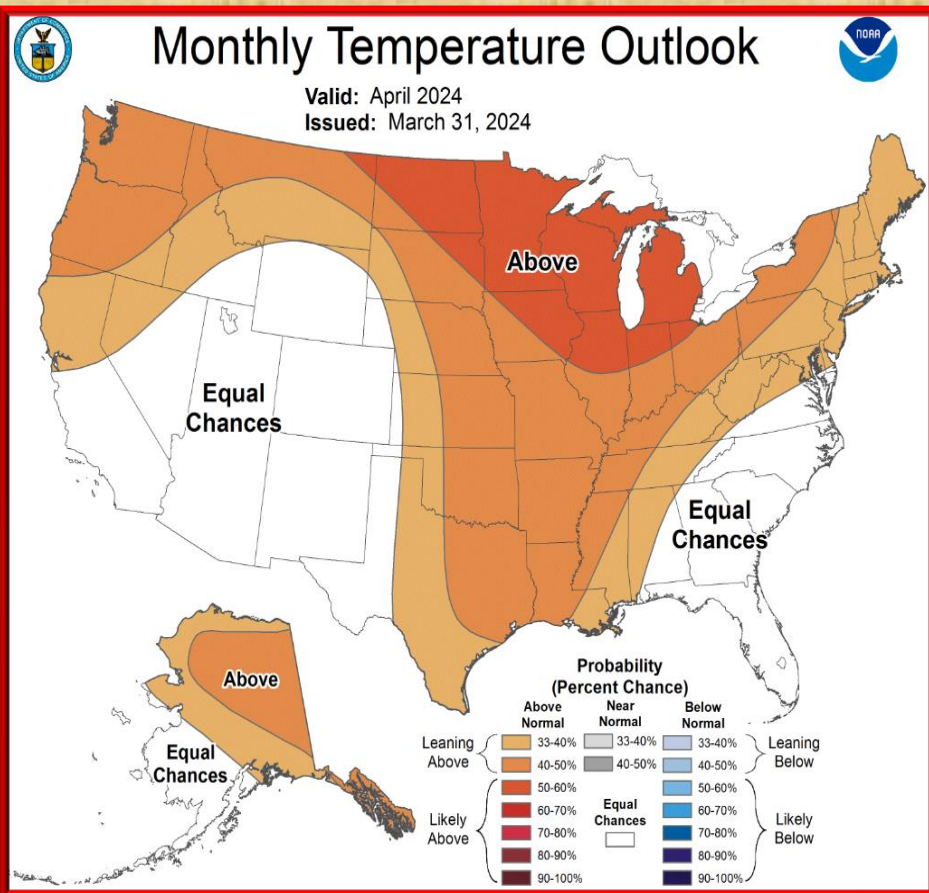 Monthly Temperature Outlook
NOAA
Valid: April 2024
Issued: March 31, 2024
Above
Equal
Chances
Equal
Chances
Above
Equal
Chances
Probability
(Percent Chance)
Above
Normal
Near
Normal
Below
Normal
Leaning
Above
33-40%
33-40%
33-40%
Leaning
Below
40-50%
40-50%
40-50%
Likely
Above
50-60%
60-70%
70-80%
80-90%
90-100%
Equal
Chances
50-60%
60-70%
70-80%
80-90%
90-100%
Likely
Below